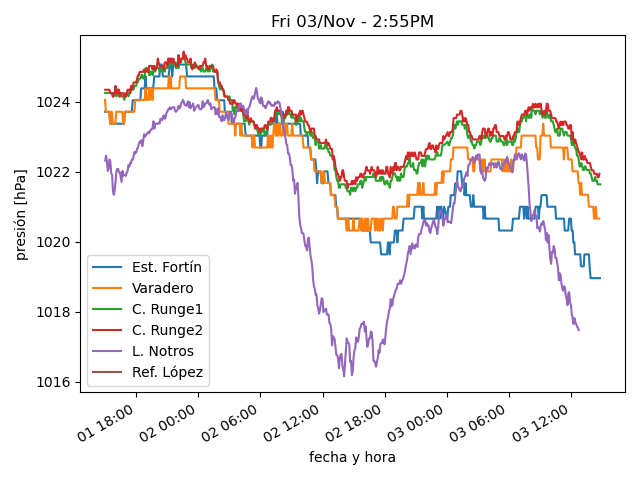 Fri 03/Nov - 2:55PM
presión [hPa]
1024
1022
1020
1018
1016
Est. Fortín
Varadero
C. Runge1
C. Runge2
L. Notros
Ref. López
01 18:00
02 00:00
02 06:00
02 12:00
02 18:00
03 00:00
03 06:00
03 12:00
fecha y hora